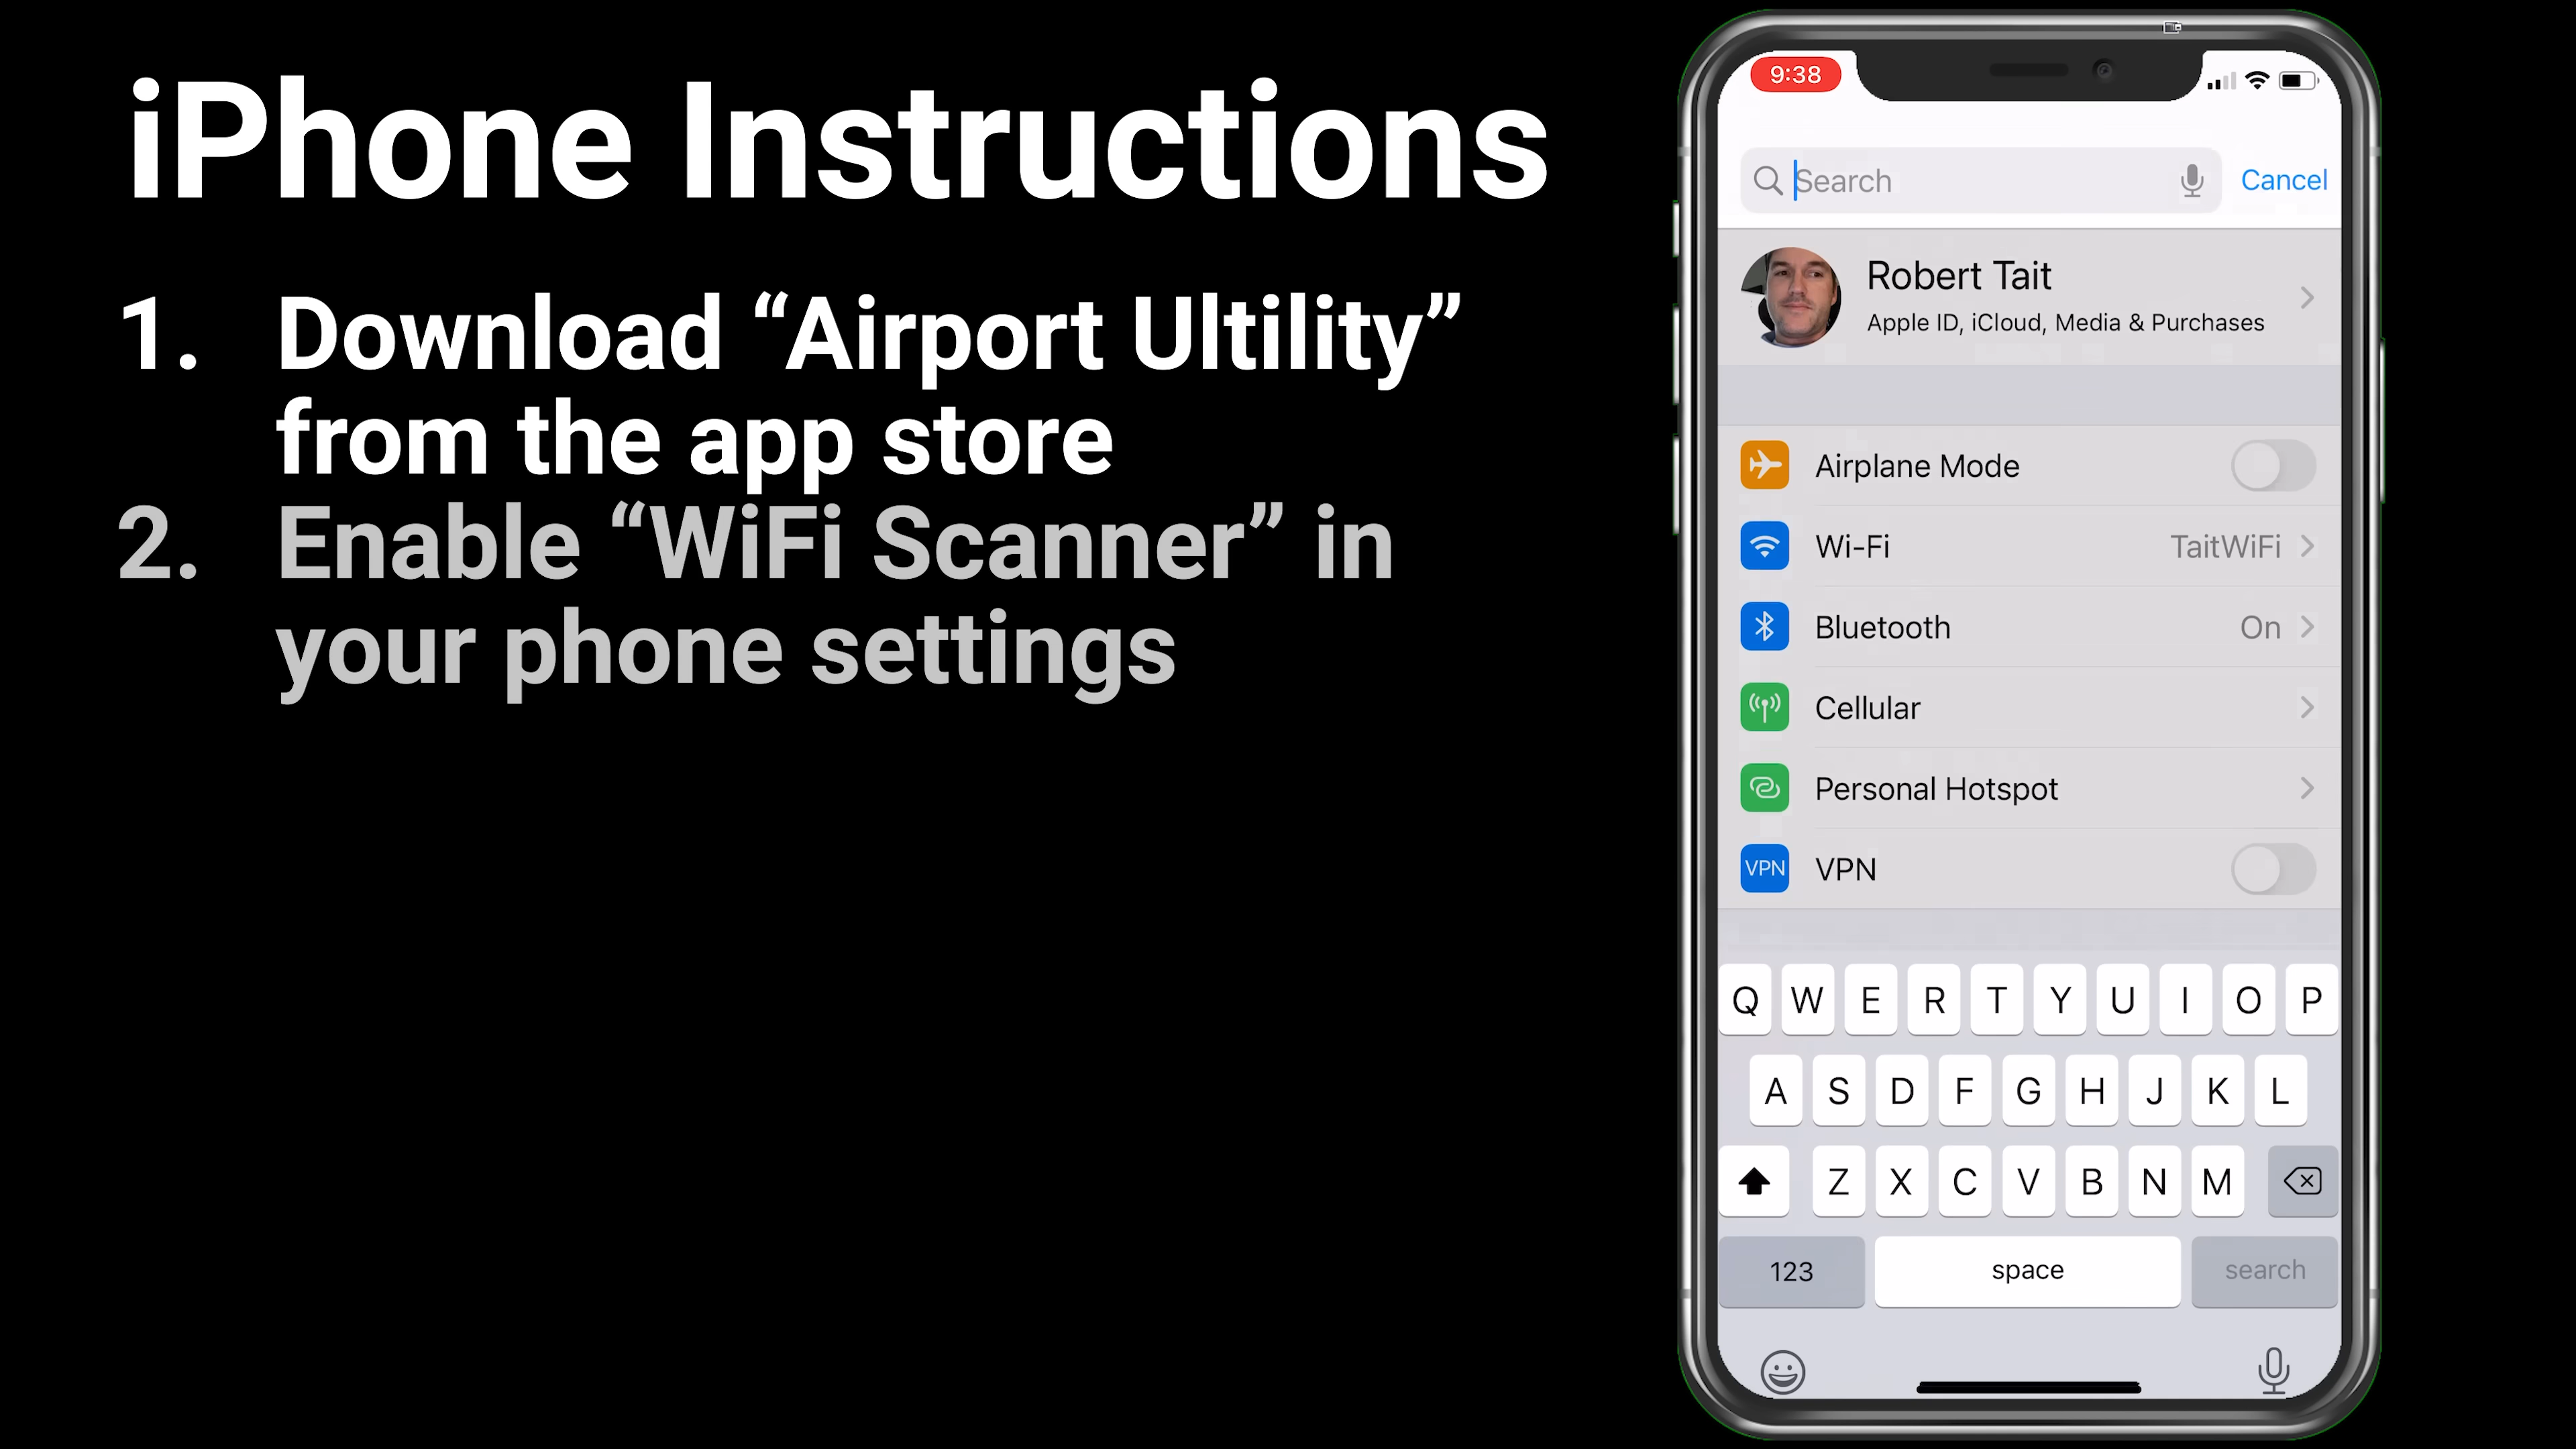 iPhone Instructions
1. Download “Airport Ultility”
from the app store
2. Enable “WiFi Scanner” in
your phone settings
9:38
Search
Cancel
Robert Tait
Apple ID, iCloud, Media & Purchases
Airplane Mode
Wi-Fi TaitWiFi
Bluetooth On
Cellular
Personal Hotspot
VPN VPN
Q W E R T Y U I O P
A S D F G H J K L
Z X C V B N M
123 space search